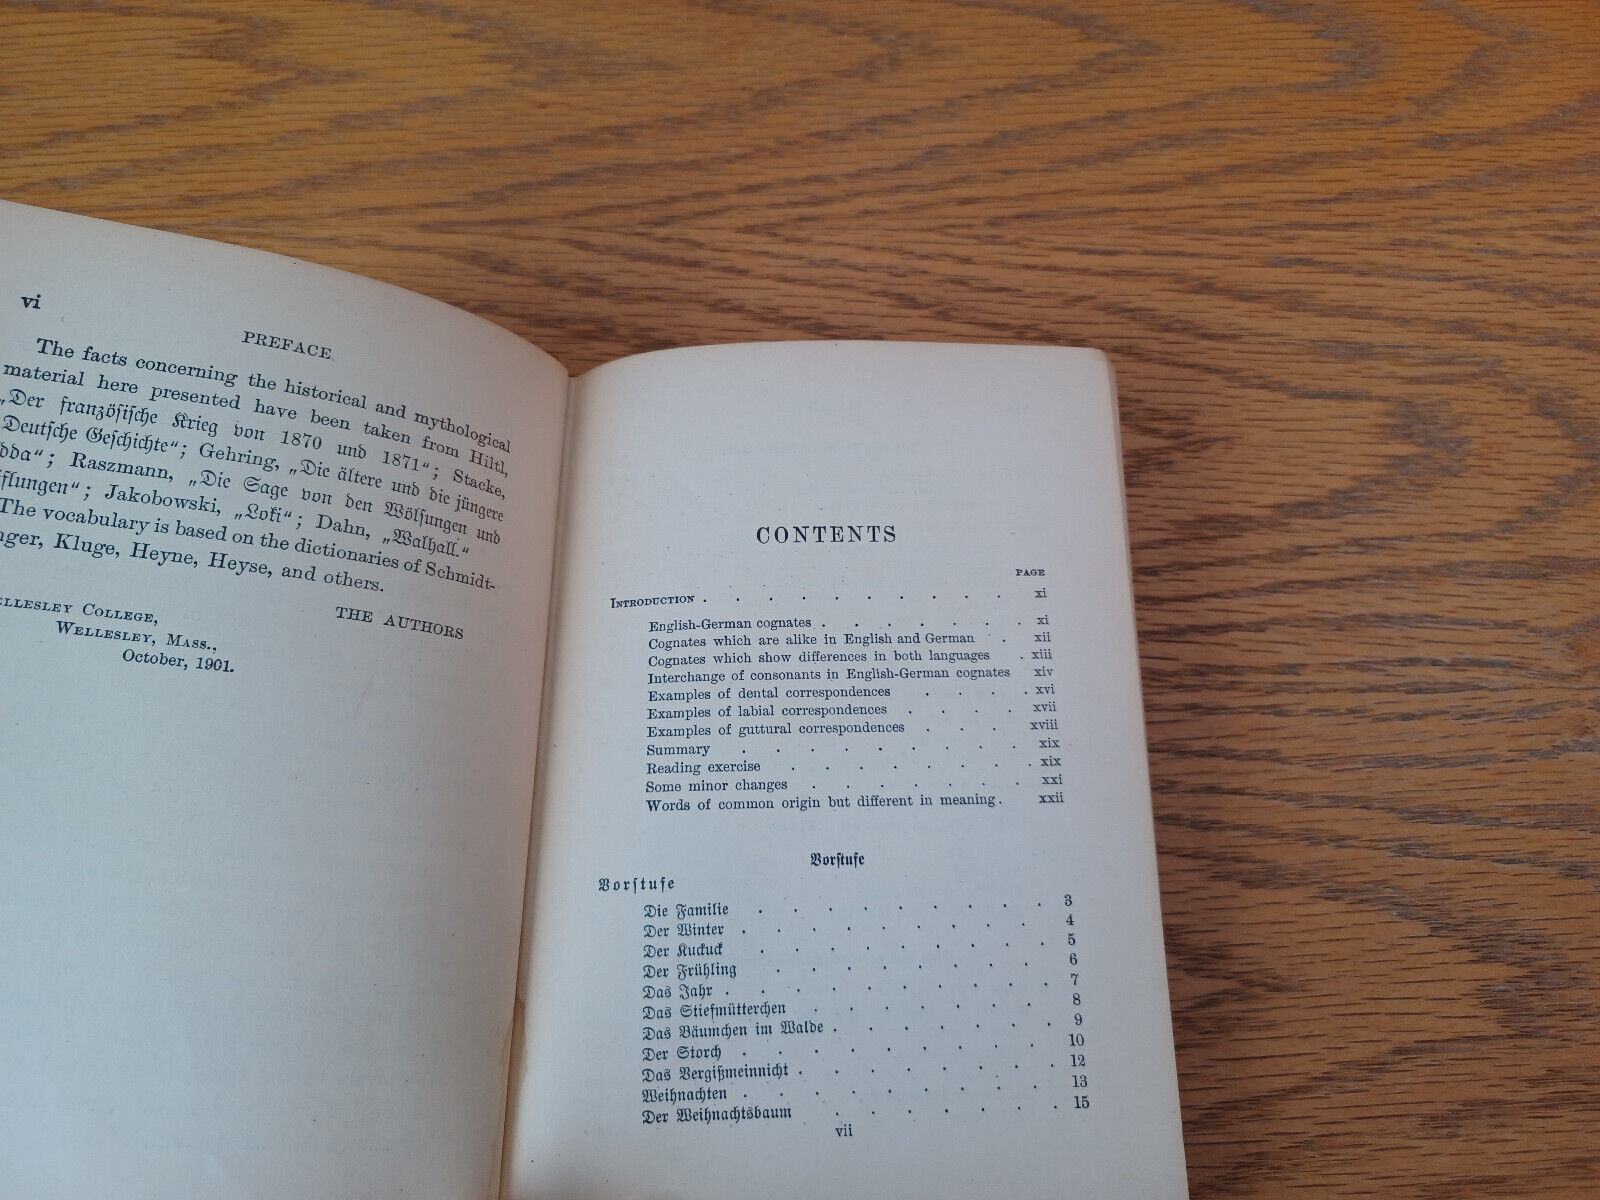 vi
PREFACE
The facts concerning the historical and mythological
material here presented have been taken from Hiltl,
„Der französische Krieg von 1870 und 1871“; Stacke,
Deutsche Geschichte“; Gehring, „Die ältere und die jüngere
dda“; Raszmann, „Die Sage von den Wölsungen und
iflungen“; Jakobowski, „Loki“; Dahn, „Walhall.“
The vocabulary is based on the dictionaries of Schmidt-
nger, Kluge, Heyne, Heyse, and others.
THE AUTHORS
ELLESLEY COLLEGE,
WELLESLEY, MASS.,
October, 1901.
CONTENTS
PAGE
INTRODUCTION . . . . . . . . . xi
English-German cognates . . . . . . xi
Cognates which are alike in English and German . . xii
Cognates which show differences in both languages . xiii
Interchange of consonants in English-German cognates xiv
Examples of dental correspondences . . . . xvi
Examples of labial correspondences . . . . xvii
Examples of guttural correspondences . . . xviii
Summary . . . . . . . . xix
Reading exercise . . . . . . . xix
Some minor changes . . . . . . xxi
Words of common origin but different in meaning . xxii
Vorstufe
Vorstufe
Die Familie . . . . . . . . . 3
Der Winter . . . . . . . . 4
Der Kuckuck . . . . . . . . 5
Der Frühling . . . . . . . 6
Das Jahr . . . . . . . . . 7
Das Stiefmütterchen . . . . . . 8
Das Bäumchen im Walde . . . . . . . 9
Der Storch . . . . . . . . 10
Das Vergißmeinnicht . . . . . . . . 12
Weihnachten . . . . . . . . 13
Der Weihnachtsbaum . . . . . . . 15
vii